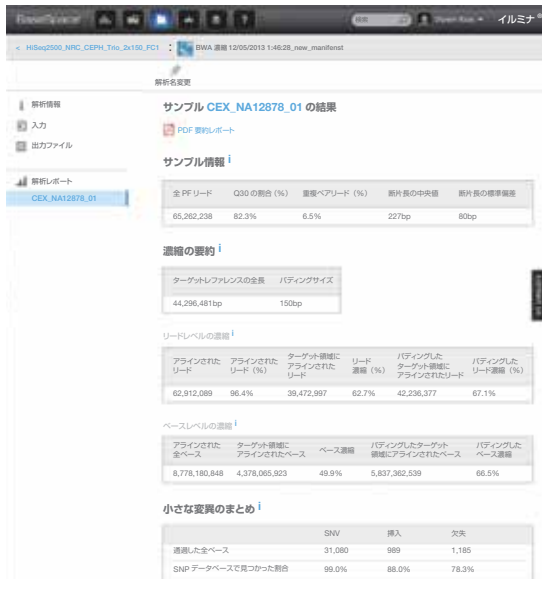 BaseSpace
イルミナ®
< HiSeq2500_NRC_CEPH_Trio_2x150_FC1 : BWA 濃縮 12/05/2013 1:46:28_new_manifenst
解析名変更
解析情報
入力
出力ファイル
解析レポート
CEX_NA12878_01
サンプル CEX_NA12878_01 の結果
PDF 要約レポート
サンプル情報 i
全 PF リード Q30 の割合 (%) 重複ペアリード (%) 断片長の中央値 断片長の標準偏差
65,262,238 82.3% 6.5% 227bp 80bp
濃縮の要約 i
ターゲットレファレンスの全長 パディングサイズ
44,296,481bp 150bp
リードレベルの濃縮 i
アラインされたリード アラインされたリード (%) ターゲット領域にアラインされたリード リード濃縮 (%) パディングしたターゲット領域にアラインされたリード パディングしたリード濃縮 (%)
62,912,089 96.4% 39,472,997 62.7% 42,236,377 67.1%
ベースレベルの濃縮 i
アラインされた全ベース ターゲット領域にアラインされたベース ベース濃縮 パディングしたターゲット領域にアラインされたベース パディングしたベース濃縮
8,778,180,848 4,378,065,923 49.9% 5,837,362,539 66.5%
小さな変異のまとめ i
SNV 挿入 欠失
通過した全ベース 31,080 989 1,185
SNP データベースで見つかった割合 99.0% 88.0% 78.3%